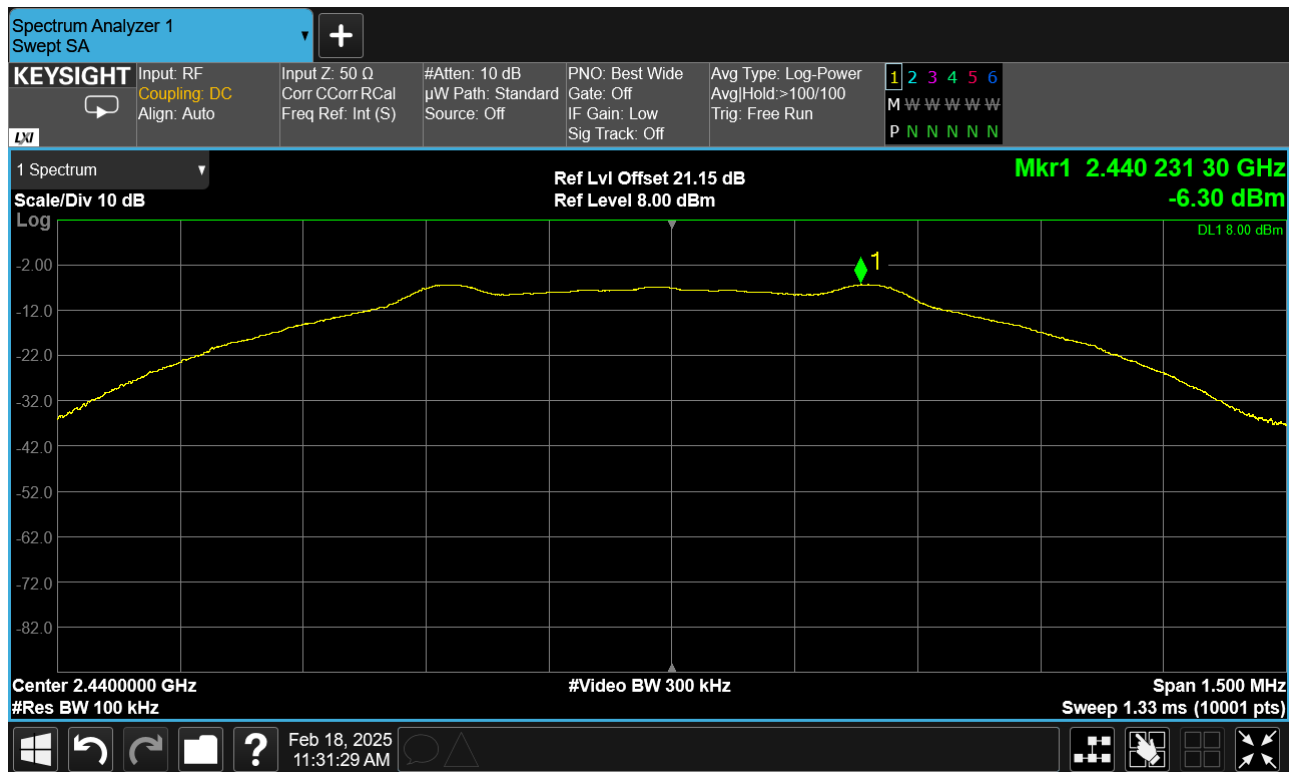 Spectrum Analyzer 1
Swept SA
KEYSIGHT
LXI
Input: RF
Coupling: DC
Align: Auto
Input Z: 50 Ω
Corr CCorr RCal
Freq Ref: Int (S)
#Atten: 10 dB
µW Path: Standard
Source: Off
PNO: Best Wide
Gate: Off
IF Gain: Low
Sig Track: Off
Avg Type: Log-Power
Avg|Hold:>100/100
Trig: Free Run
1 2 3 4 5 6
M W W W W W
P N N N N N
1 Spectrum
Scale/Div 10 dB
Log
Ref Lvl Offset 21.15 dB
Ref Level 8.00 dBm
Mkr1 2.440 231 30 GHz
-6.30 dBm
DL1 8.00 dBm
1
-2.00
-12.0
-22.0
-32.0
-42.0
-52.0
-62.0
-72.0
-82.0
Center 2.4400000 GHz
#Res BW 100 kHz
#Video BW 300 kHz
Span 1.500 MHz
Sweep 1.33 ms (10001 pts)
?
Feb 18, 2025
11:31:29 AM